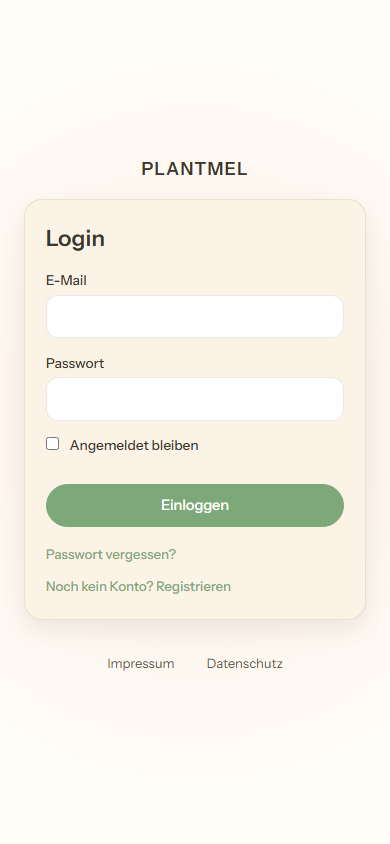 PLANTMEL
Login
E-Mail
Passwort
Angemeldet bleiben
Einloggen
Passwort vergessen?
Noch kein Konto? Registrieren
Impressum Datenschutz